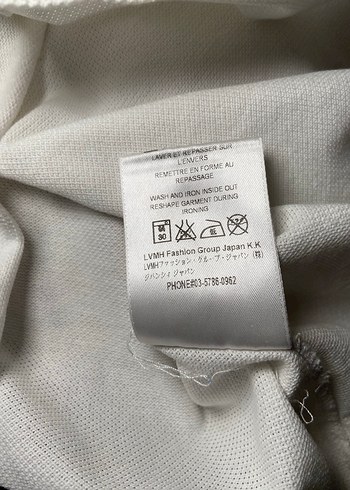 LAVER ET REPASSER SUR
L'ENVERS
REMETTRE EN FORME AU
REPASSAGE
WASH AND IRON INSIDE OUT
RESHAPE GARMENT DURING
IRONING
30
LVMH Fashion Group Japan K.K
LVMHファッション・グループ・ジャパン (株)
ジバンシィ ジャパン
PHONE#03-5786-0962